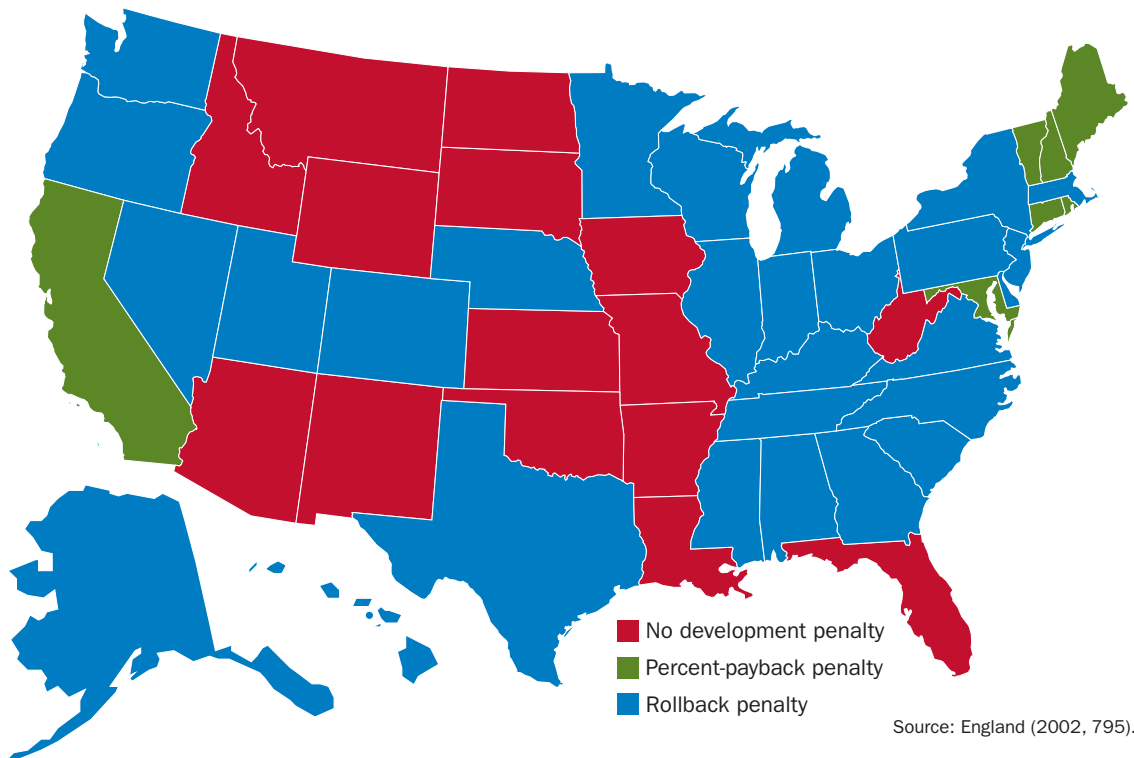 No development penalty
Percent-payback penalty
Rollback penalty
Source: England (2002, 795).